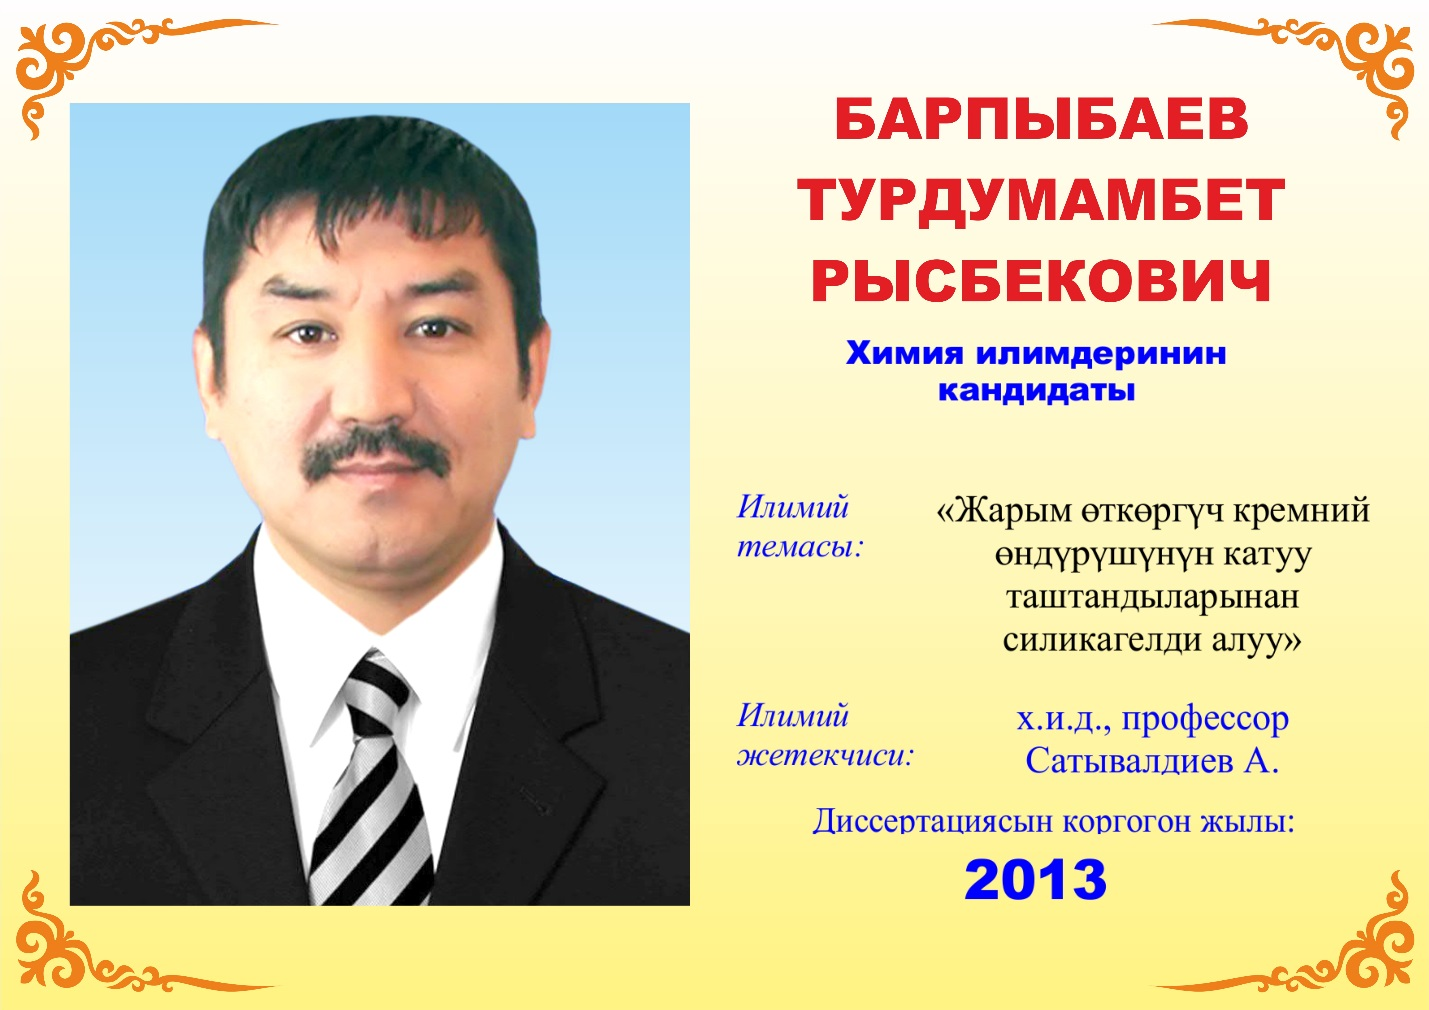 БАРПЫБАЕВ
ТУРДУМАМБЕТ
РЫСБЕКОВИЧ
Химия илимдеринин
кандидаты
Илимий
темасы:
«Жарым өткөргүч кремний
өндүрүшүнүн катуу
таштандыларынан
силикагелди алуу»
Илимий
жетекчиси:
х.и.д., профессор
Сатывалдиев А.
Диссертациясын коргогон жылы:
2013